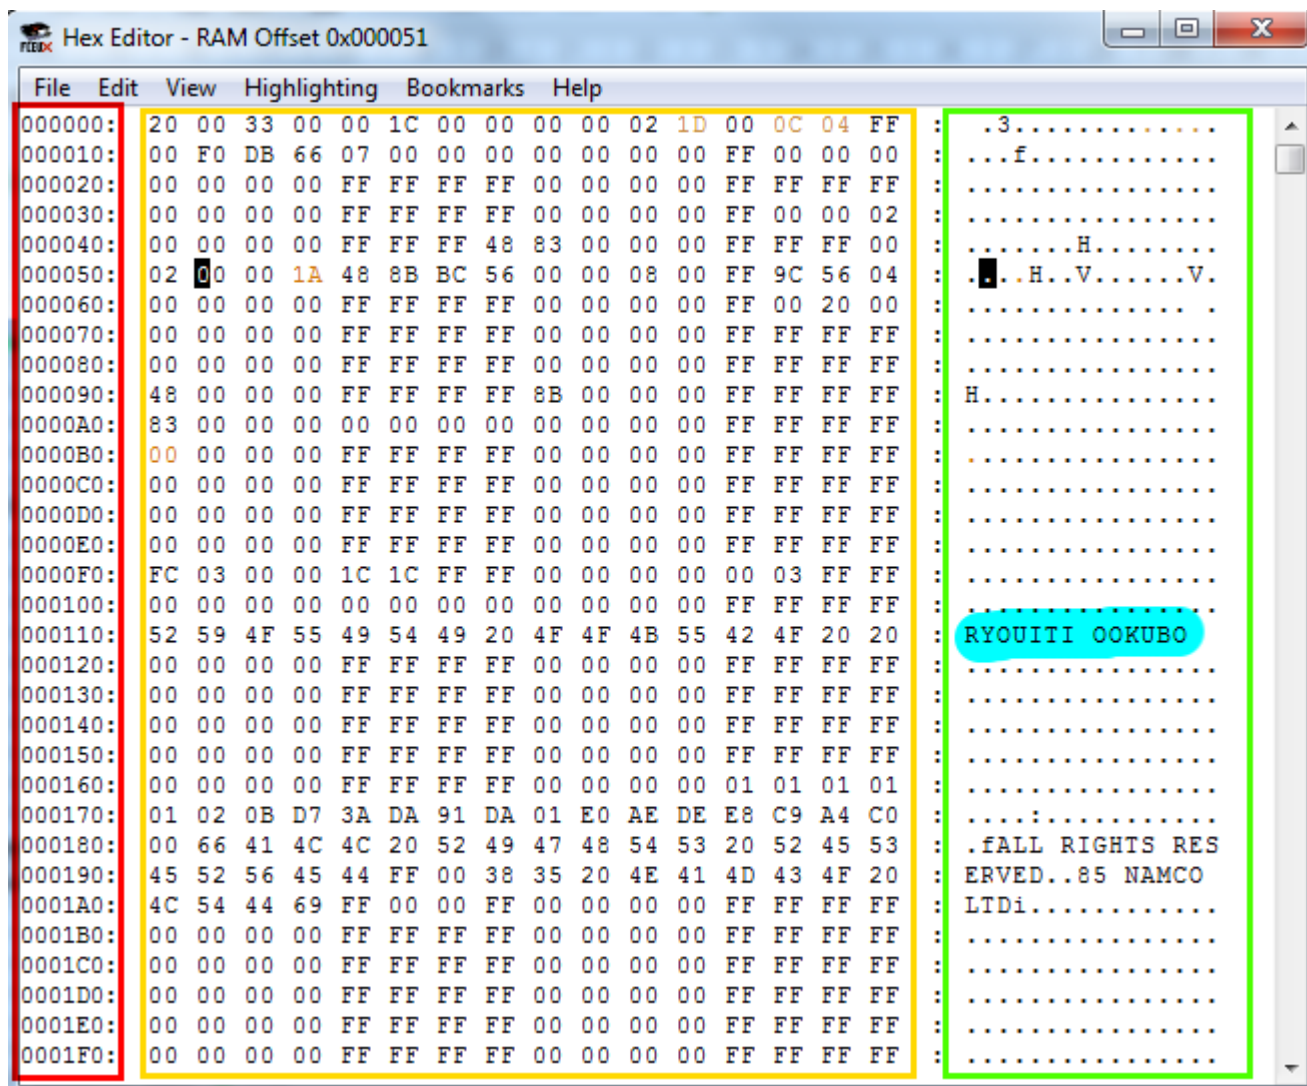 Hex Editor - RAM Offset 0x000051
File Edit View Highlighting Bookmarks Help
000000: 20 00 33 00 00 1C 00 00 00 00 02 1D 00 0C 04 FF : .3.............
000010: 00 F0 DB 66 07 00 00 00 00 00 00 00 FF 00 00 00 : ...f............
000020: 00 00 00 00 FF FF FF FF 00 00 00 00 FF FF FF FF : ................
000030: 00 00 00 00 FF FF FF FF 00 00 00 00 FF 00 00 02 : ................
000040: 00 00 00 00 FF FF FF 48 83 00 00 00 FF FF FF 00 : .......H........
000050: 02 00 00 1A 48 8B BC 56 00 00 08 00 FF 9C 56 04 : ....H..V......V.
000060: 00 00 00 00 FF FF FF FF 00 00 00 00 FF 00 20 00 : .............. .
000070: 00 00 00 00 FF FF FF FF 00 00 00 00 FF FF FF FF : ................
000080: 00 00 00 00 FF FF FF FF 00 00 00 00 FF FF FF FF : ................
000090: 48 00 00 00 FF FF FF FF 8B 00 00 00 FF FF FF FF : H...............
0000A0: 83 00 00 00 00 00 00 00 00 00 00 00 FF FF FF FF : ................
0000B0: 00 00 00 00 FF FF FF FF 00 00 00 00 FF FF FF FF : ................
0000C0: 00 00 00 00 FF FF FF FF 00 00 00 00 FF FF FF FF : ................
0000D0: 00 00 00 00 FF FF FF FF 00 00 00 00 FF FF FF FF : ................
0000E0: 00 00 00 00 FF FF FF FF 00 00 00 00 FF FF FF FF : ................
0000F0: FC 03 00 00 1C 1C FF FF 00 00 00 00 00 03 FF FF : ................
000100: 00 00 00 00 00 00 00 00 00 00 00 00 FF FF FF FF : ................
000110: 52 59 4F 55 49 54 49 20 4F 4F 4B 55 42 4F 20 20 : RYOUITI OOKUBO
000120: 00 00 00 00 FF FF FF FF 00 00 00 00 FF FF FF FF : ................
000130: 00 00 00 00 FF FF FF FF 00 00 00 00 FF FF FF FF : ................
000140: 00 00 00 00 FF FF FF FF 00 00 00 00 FF FF FF FF : ................
000150: 00 00 00 00 FF FF FF FF 00 00 00 00 FF FF FF FF : ................
000160: 00 00 00 00 FF FF FF FF 00 00 00 00 01 01 01 01 : ................
000170: 01 02 0B D7 3A DA 91 DA 01 E0 AE DE E8 C9 A4 C0 : ....:...........
000180: 00 66 41 4C 4C 20 52 49 47 48 54 53 20 52 45 53 : .fALL RIGHTS RES
000190: 45 52 56 45 44 FF 00 38 35 20 4E 41 4D 43 4F 20 : ERVED..85 NAMCO
0001A0: 4C 54 44 69 FF 00 00 FF 00 00 00 00 FF FF FF FF : LTDi............
0001B0: 00 00 00 00 FF FF FF FF 00 00 00 00 FF FF FF FF : ................
0001C0: 00 00 00 00 FF FF FF FF 00 00 00 00 FF FF FF FF : ................
0001D0: 00 00 00 00 FF FF FF FF 00 00 00 00 FF FF FF FF : ................
0001E0: 00 00 00 00 FF FF FF FF 00 00 00 00 FF FF FF FF : ................
0001F0: 00 00 00 00 FF FF FF FF 00 00 00 00 FF FF FF FF : ................